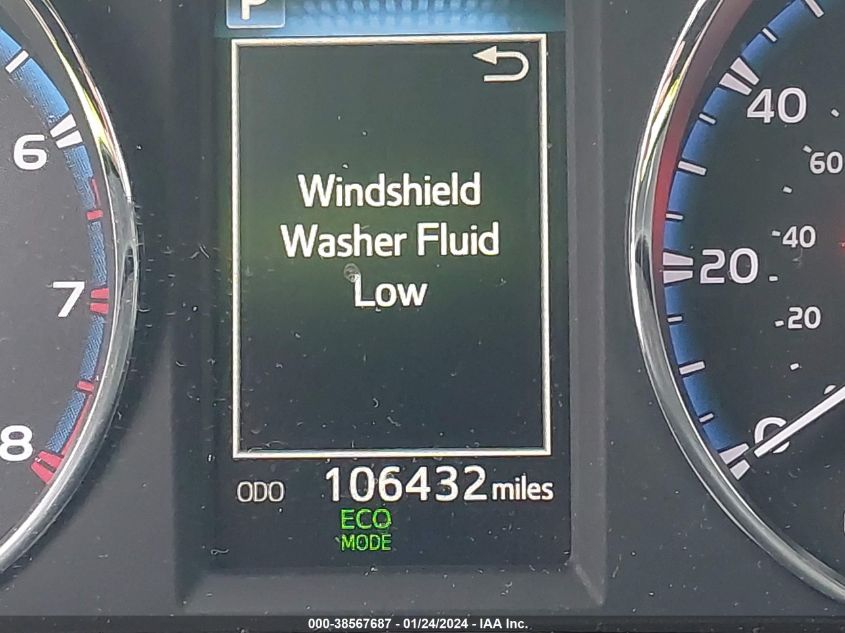 P
Windshield
Washer Fluid
Low
ODO 106432 miles
ECO
MODE
6
7
8
40
60
40
20
20
0
000-38567687 - 01/24/2024 - IAA Inc.